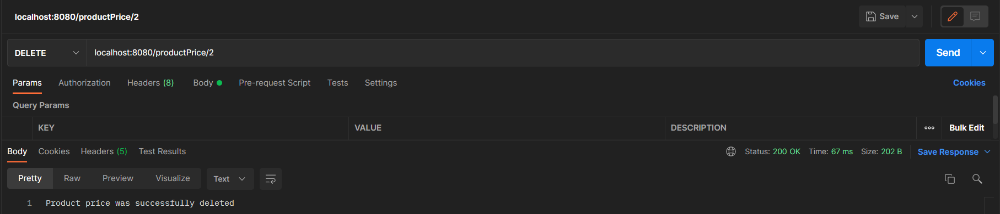 localhost:8080/productPrice/2 Save
DELETE localhost:8080/productPrice/2 Send
Params Authorization Headers (8) Body Pre-request Script Tests Settings Cookies
Query Params
KEY VALUE DESCRIPTION Bulk Edit
Body Cookies Headers (5) Test Results Status: 200 OK Time: 67 ms Size: 202 B Save Response
Pretty Raw Preview Visualize Text
1 Product price was successfully deleted